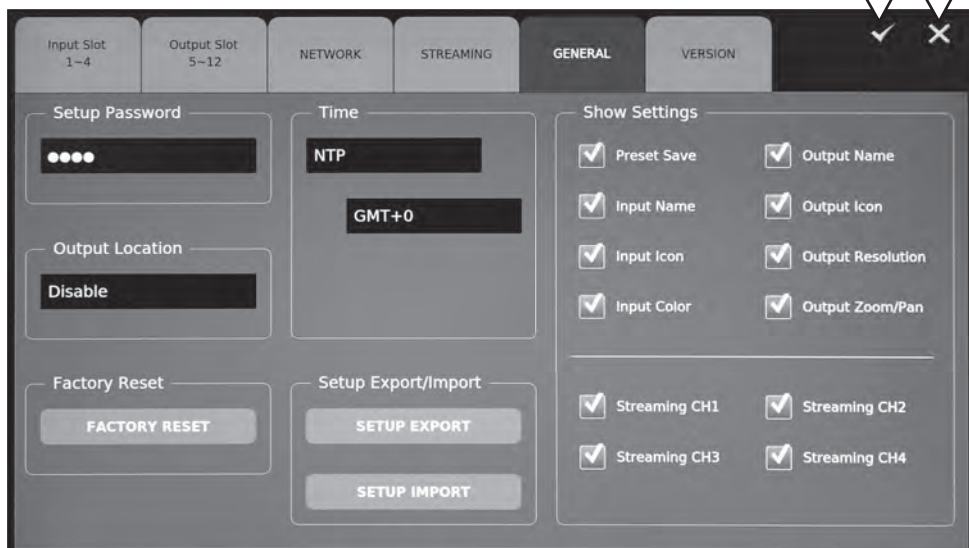 Input Slot
1~4
Output Slot
5~12
NETWORK
STREAMING
GENERAL
VERSION
Setup Password
Output Location
Disable
Factory Reset
FACTORY RESET
Time
NTP
GMT+0
Setup Export/Import
SETUP EXPORT
SETUP IMPORT
Show Settings
Preset Save
Output Name
Input Name
Output Icon
Input Icon
Output Resolution
Input Color
Output Zoom/Pan
Streaming CH1
Streaming CH2
Streaming CH3
Streaming CH4